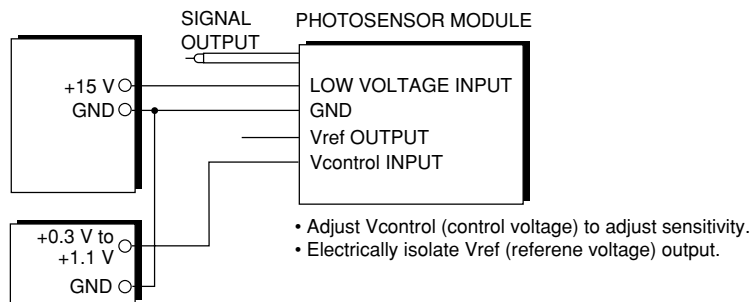 SIGNAL
OUTPUT
PHOTOSENSOR MODULE
+15 V
GND
LOW VOLTAGE INPUT
GND
Vref OUTPUT
Vcontrol INPUT
+0.3 V to
+1.1 V
GND
• Adjust Vcontrol (control voltage) to adjust sensitivity.
• Electrically isolate Vref (referene voltage) output.